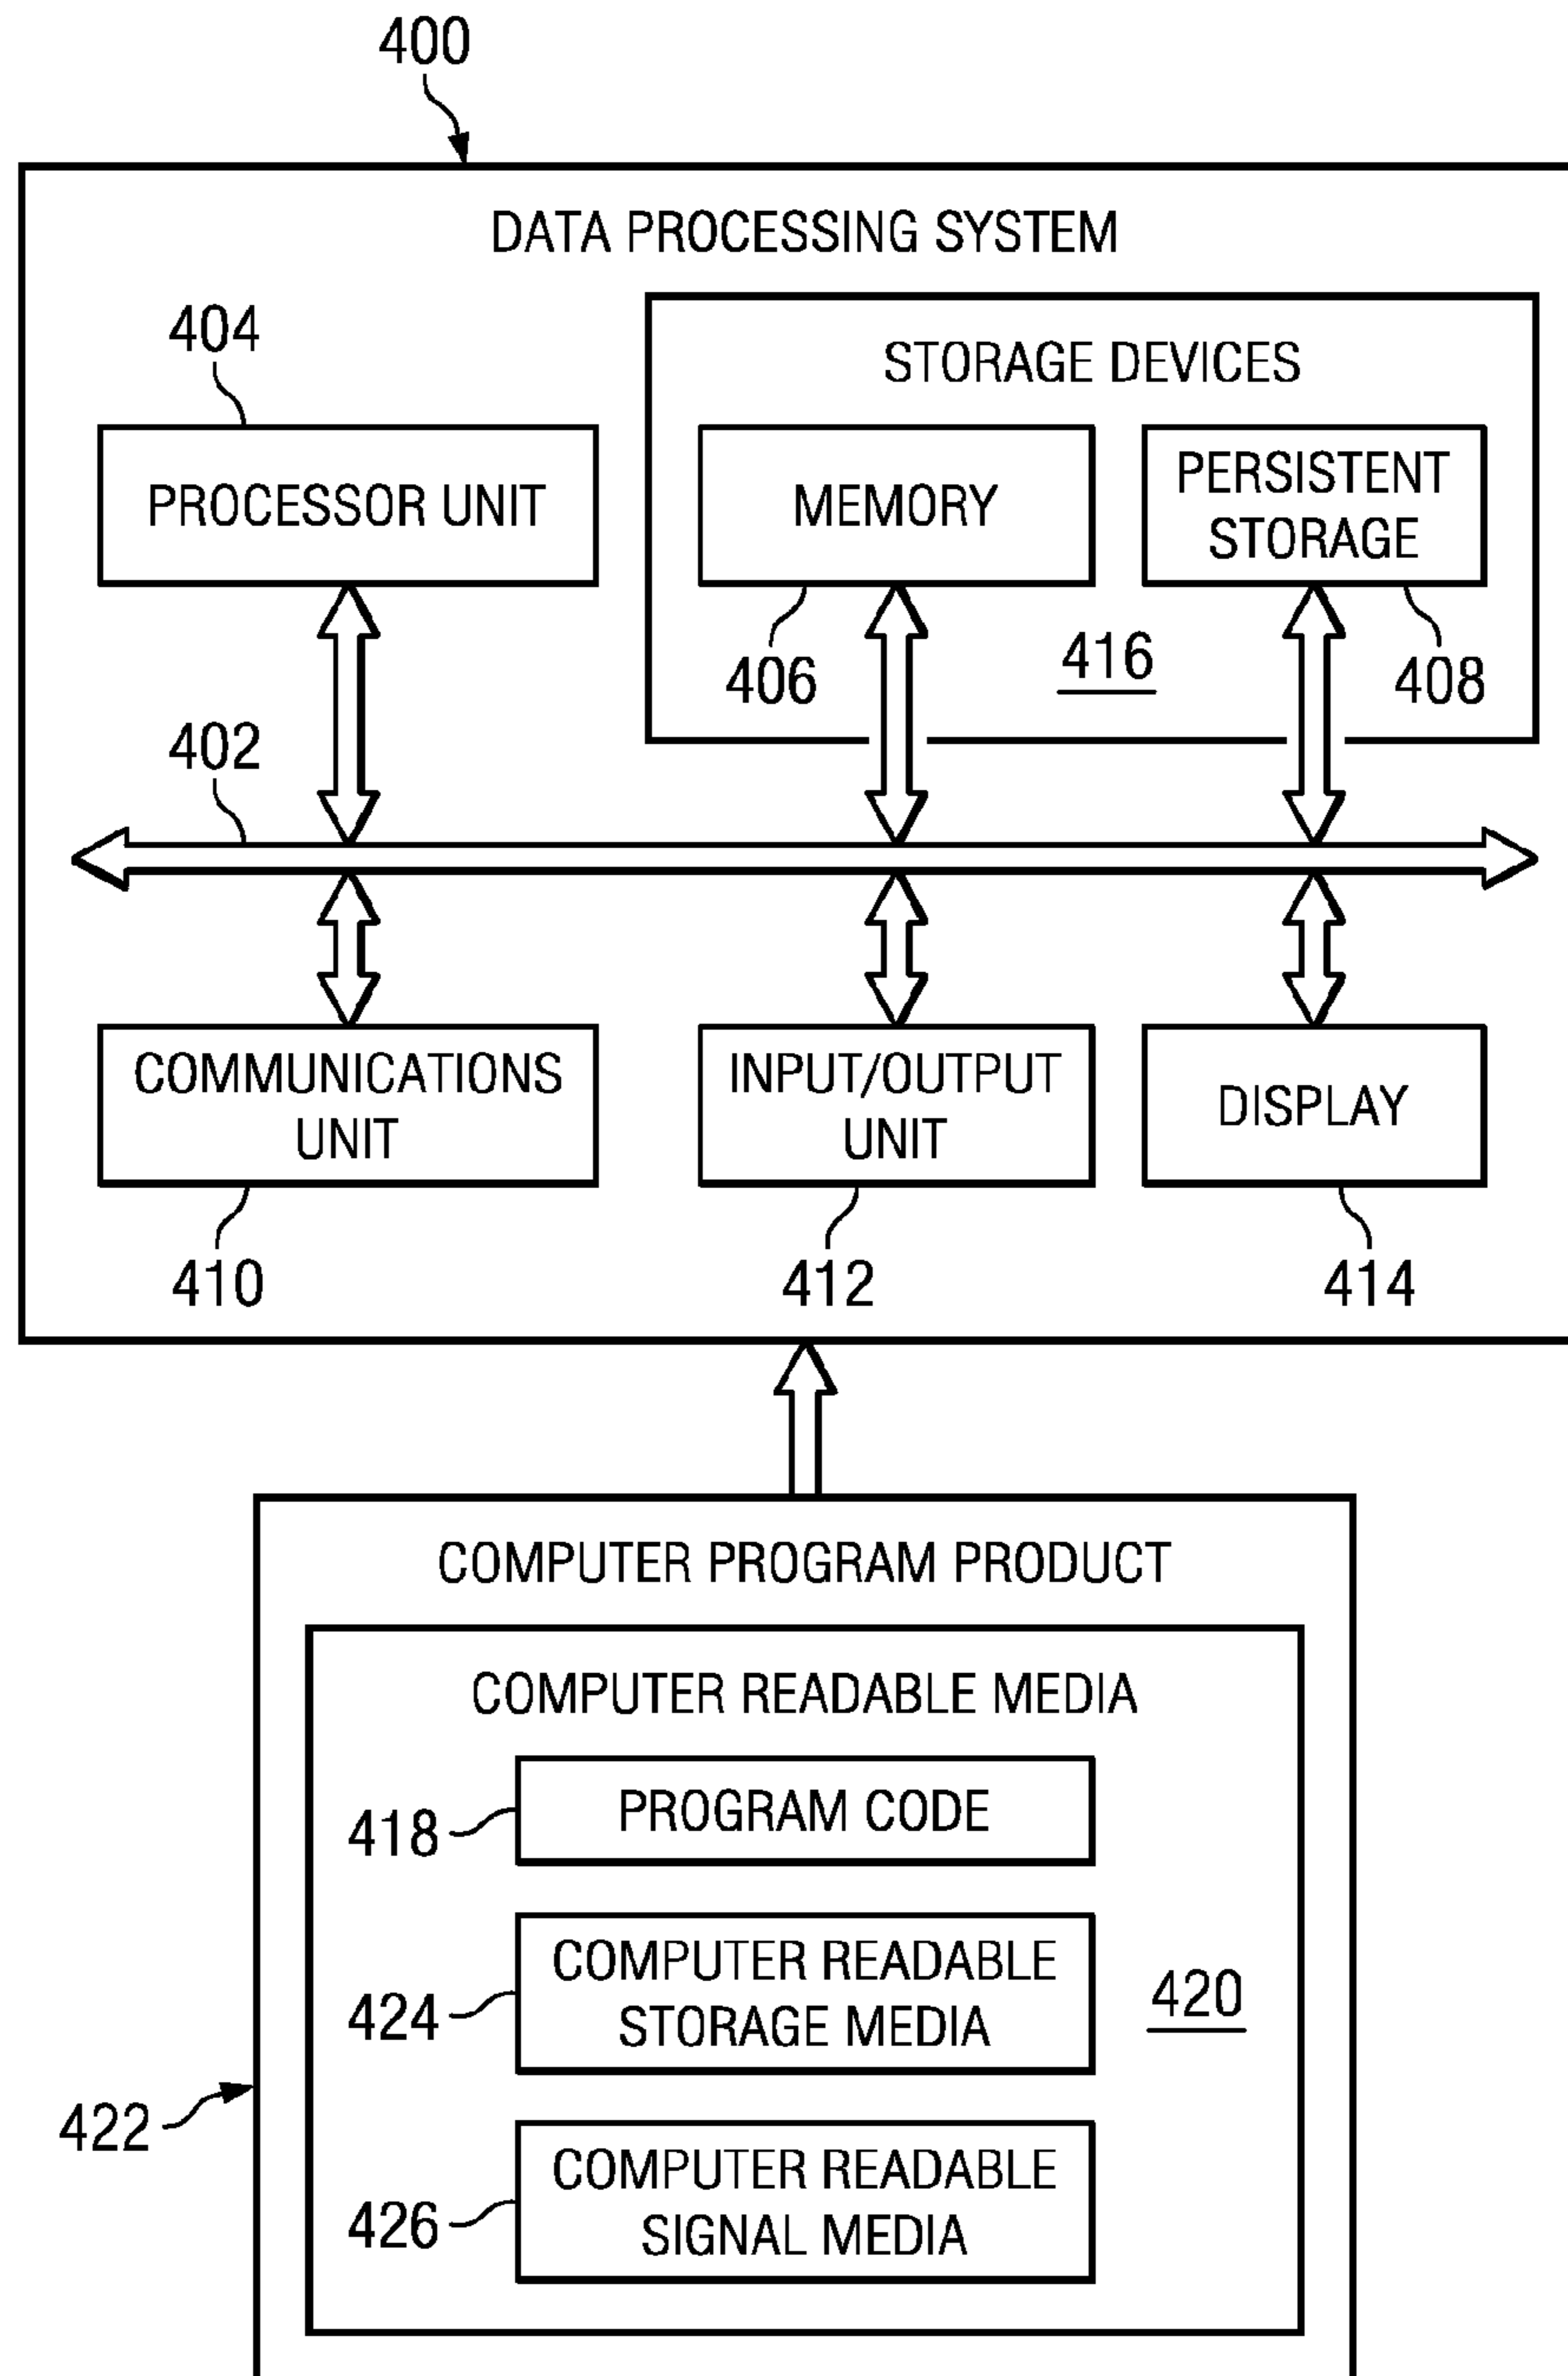 400
DATA PROCESSING SYSTEM
404
STORAGE DEVICES
PROCESSOR UNIT
MEMORY
PERSISTENT
STORAGE
406
416
408
402
COMMUNICATIONS
UNIT
INPUT/OUTPUT
UNIT
DISPLAY
410
412
414
COMPUTER PROGRAM PRODUCT
COMPUTER READABLE MEDIA
418
PROGRAM CODE
424
COMPUTER READABLE
STORAGE MEDIA
420
422
426
COMPUTER READABLE
SIGNAL MEDIA